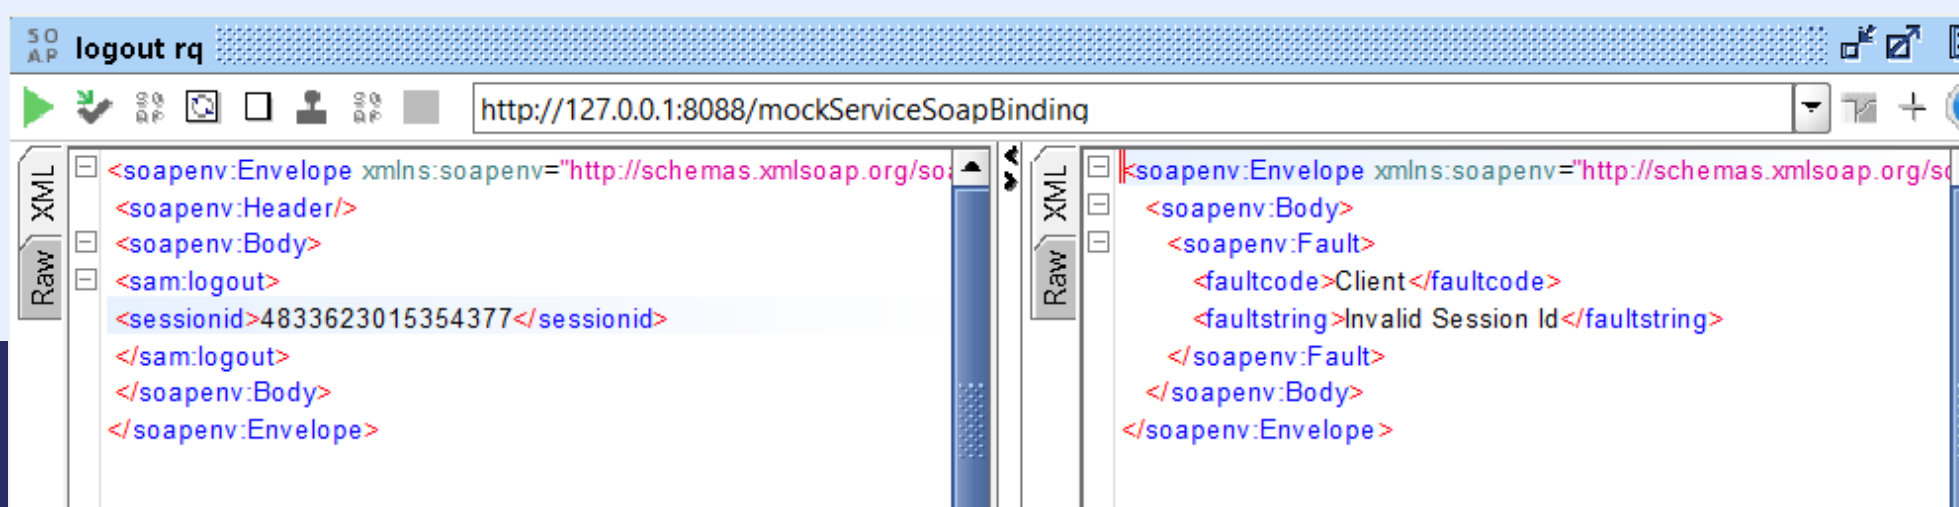 SO
AP
logout rq
http://127.0.0.1:8088/mockServiceSoapBinding
XML
Raw
<soapenv:Envelope xmlns:soapenv="http://schemas.xmlsoap.org/so
<soapenv:Header/>
<soapenv:Body>
<sam:logout>
<sessionid>4833623015354377</sessionid>
</sam:logout>
</soapenv:Body>
</soapenv:Envelope>
XML
Raw
<soapenv:Envelope xmlns:soapenv="http://schemas.xmlsoap.org/so
<soapenv:Body>
<soapenv:Fault>
<faultcode>Client</faultcode>
<faultstring>Invalid Session Id</faultstring>
</soapenv:Fault>
</soapenv:Body>
</soapenv:Envelope>